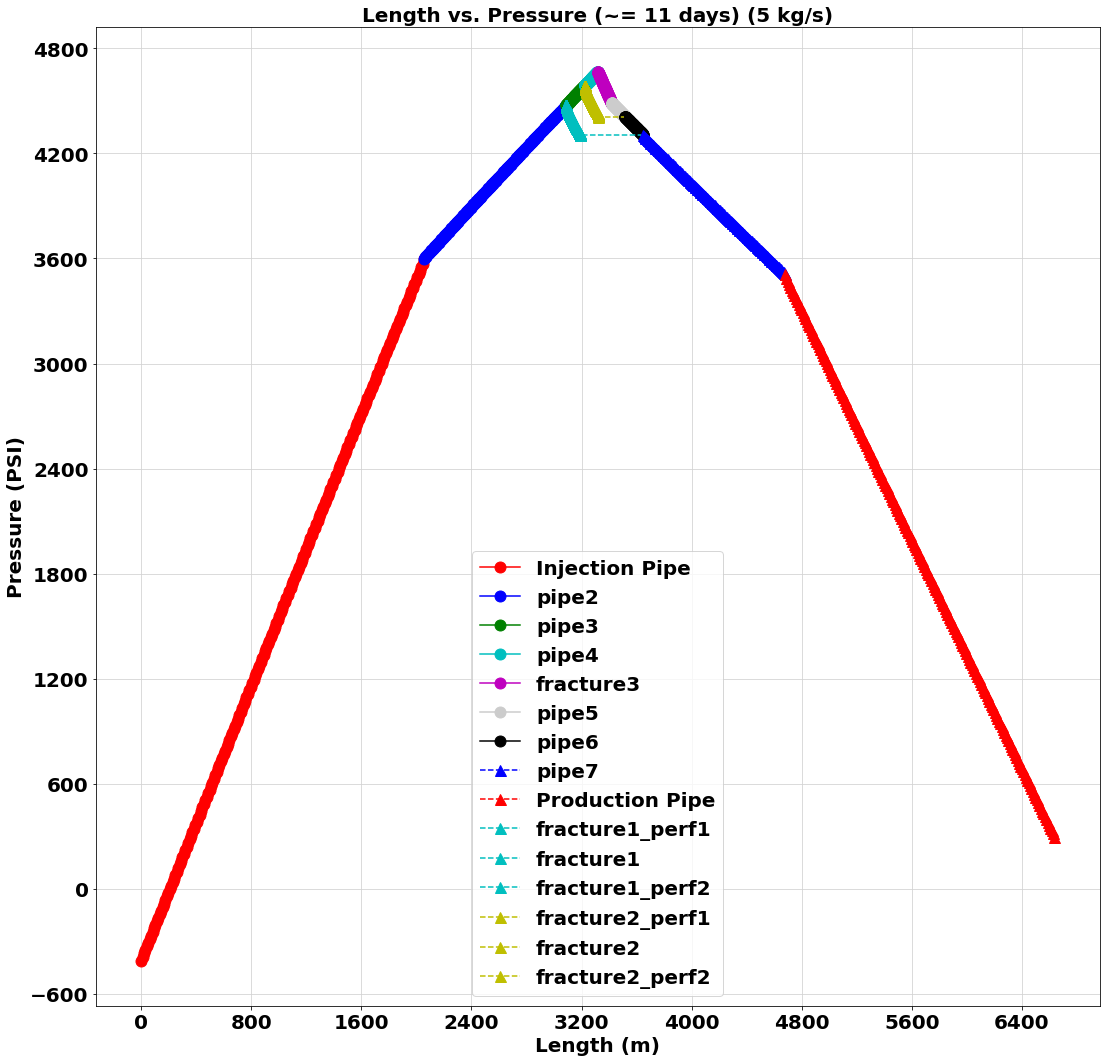 Length vs. Pressure (~= 11 days) (5 kg/s)
4800
4200
3600
3000
2400
1800
1200
600
0
−600
Pressure (PSI)
Injection Pipe
pipe2
pipe3
pipe4
fracture3
pipe5
pipe6
pipe7
Production Pipe
fracture1_perf1
fracture1
fracture1_perf2
fracture2_perf1
fracture2
fracture2_perf2
0 800 1600 2400 3200 4000 4800 5600 6400
Length (m)